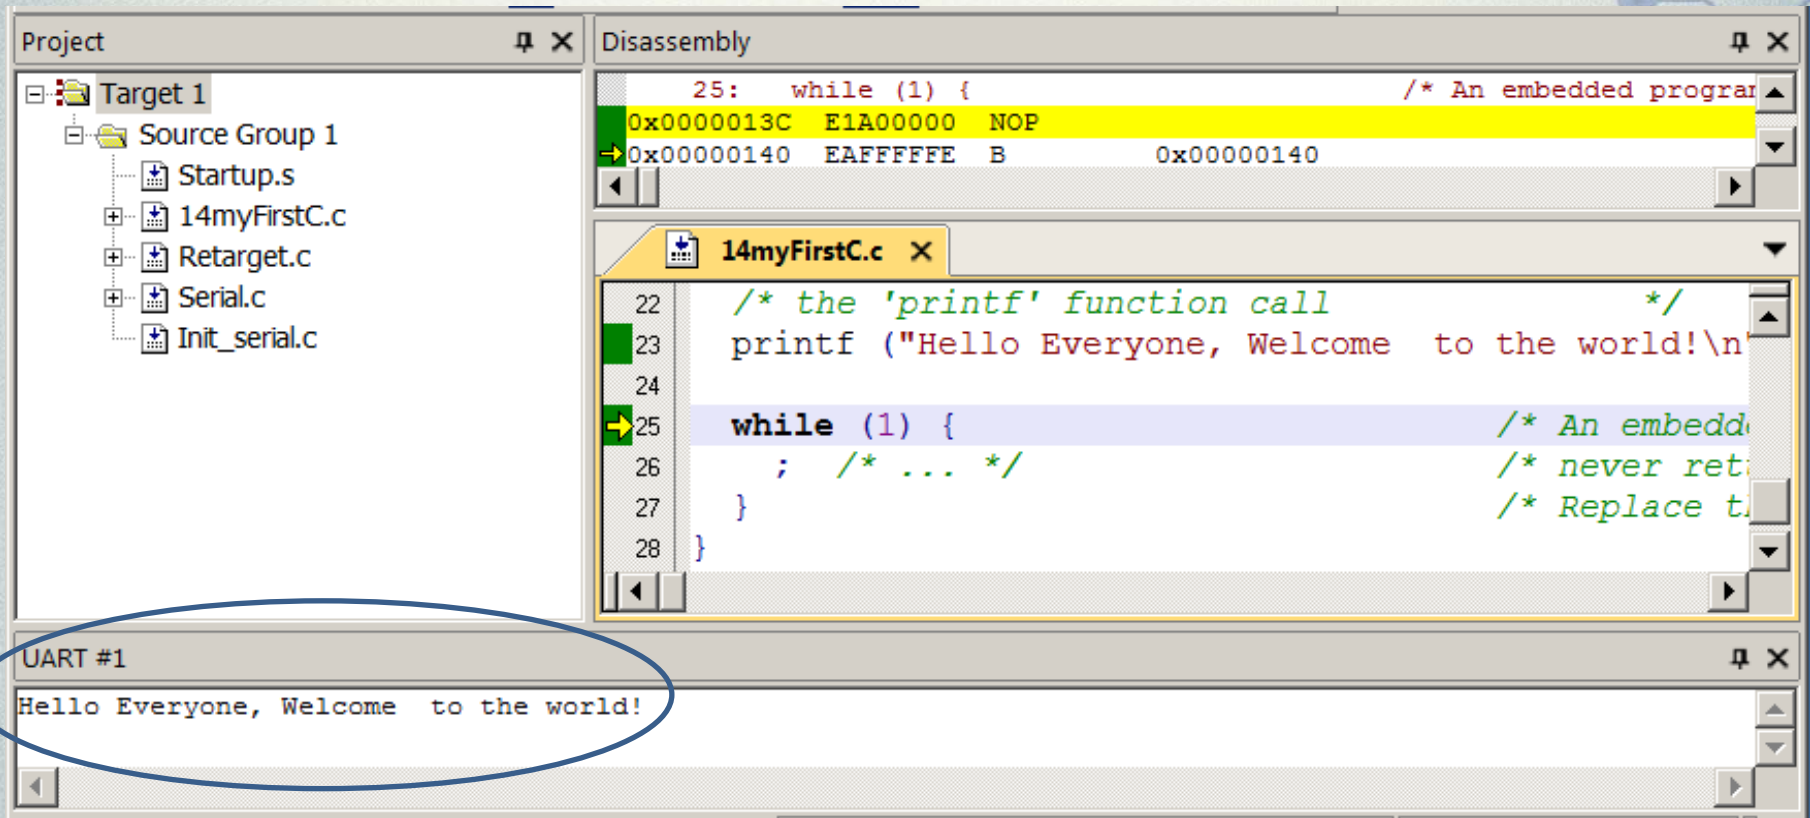 Project
Target 1
Source Group 1
Startup.s
14myFirstC.c
Retarget.c
Serial.c
Init_serial.c
Disassembly
25: while (1) { /* An embedded progra
0x0000013C E1A00000 NOP
0x00000140 EAFFFFFE B 0x00000140
14myFirstC.c
22 /* the 'printf' function call */
23 printf ("Hello Everyone, Welcome  to the world!\n"
24
25 while (1) { /* An embedd
26 ; /* ... */ /* never ret
27 } /* Replace t
28 }
UART #1
Hello Everyone, Welcome  to the world!